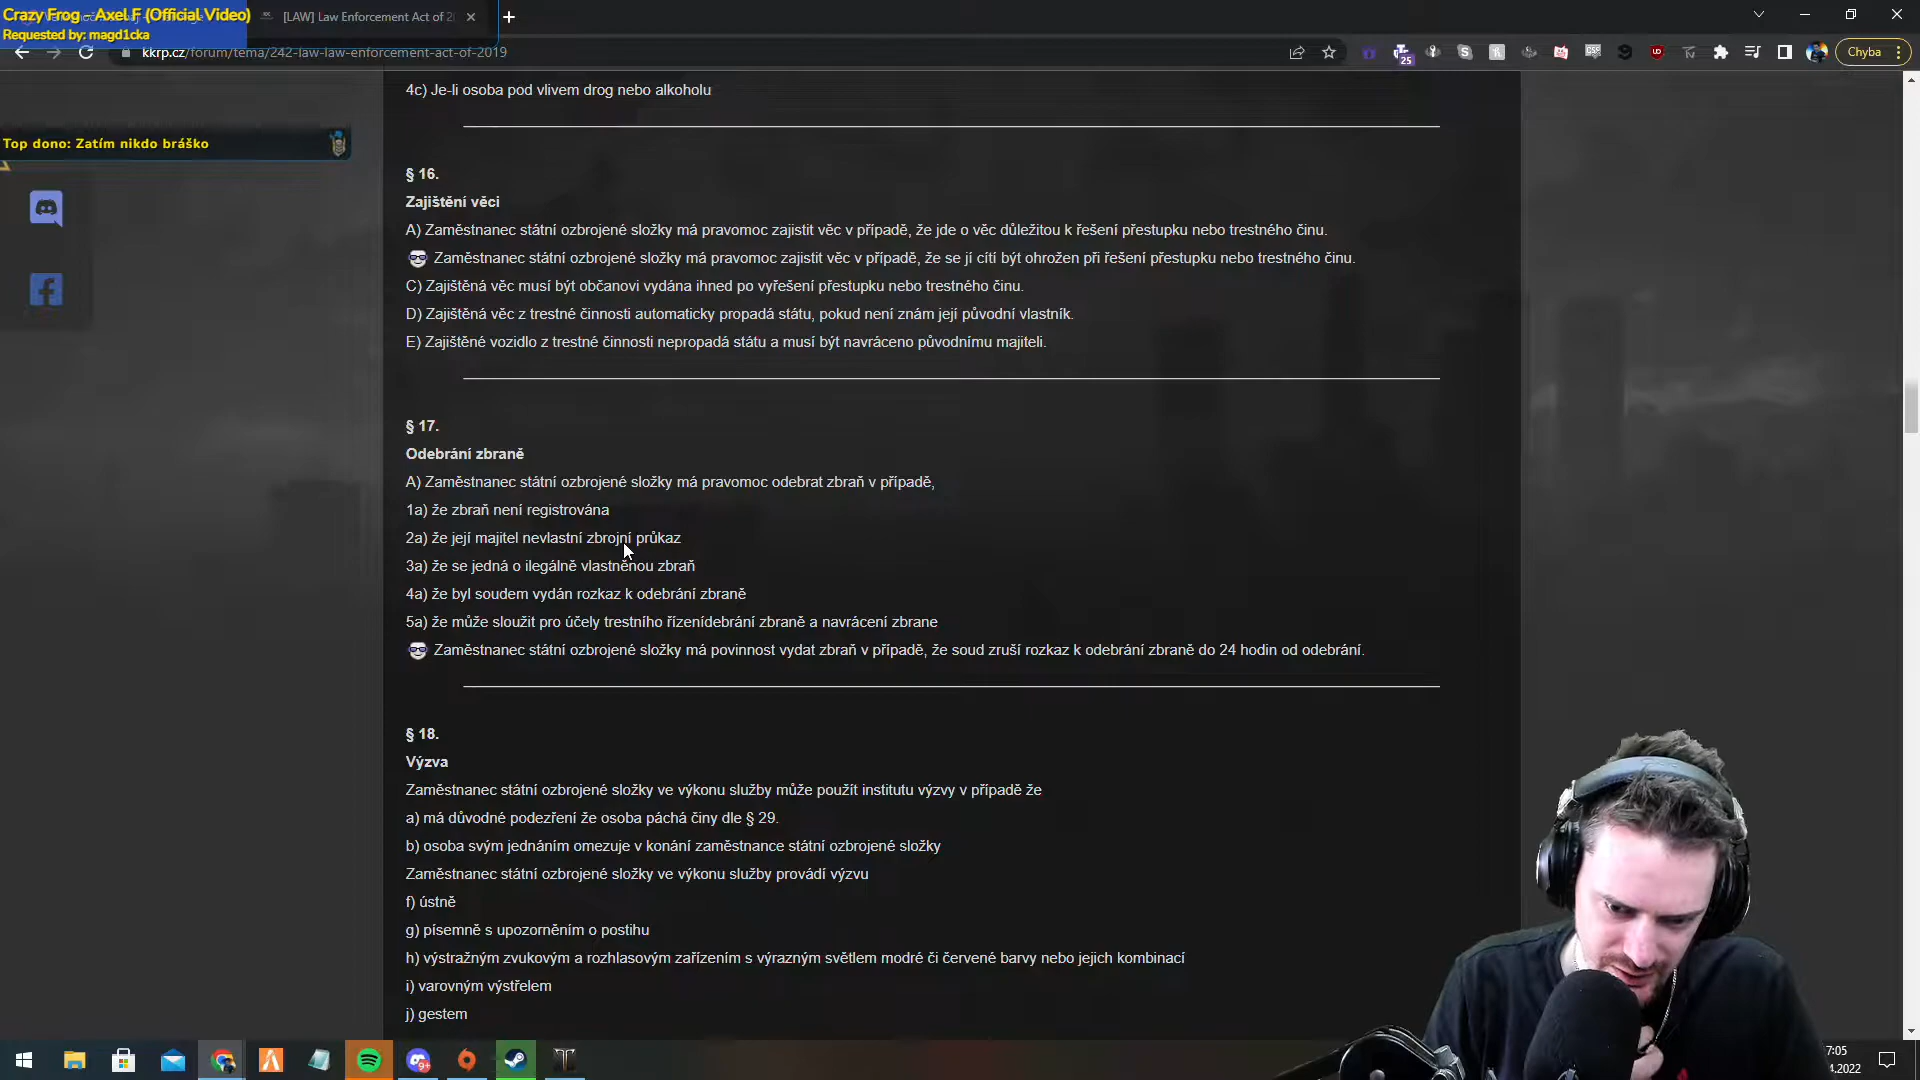 Crazy Frog - Axel F (Official Video)
Requested by: magd1cka
[LAW] Law Enforcement Act of 2
kkrp.cz/forum/tema/242-law-law-enforcement-act-of-2019
25
Chyba
4c) Je-li osoba pod vlivem drog nebo alkoholu
Top dono: Zatím nikdo bráško
§ 16.
Zajištění věci
A) Zaměstnanec státní ozbrojené složky má pravomoc zajistit věc v případě, že jde o věc důležitou k řešení přestupku nebo trestného činu.
Zaměstnanec státní ozbrojené složky má pravomoc zajistit věc v případě, že se jí cítí být ohrožen při řešení přestupku nebo trestného činu.
C) Zajištěná věc musí být občanovi vydána ihned po vyřešení přestupku nebo trestného činu.
D) Zajištěná věc z trestné činnosti automaticky propadá státu, pokud není znám její původní vlastník.
E) Zajištěné vozidlo z trestné činnosti nepropadá státu a musí být navráceno původnímu majiteli.
§ 17.
Odebrání zbraně
A) Zaměstnanec státní ozbrojené složky má pravomoc odebrat zbraň v případě,
1a) že zbraň není registrována
2a) že její majitel nevlastní zbrojní průkaz
3a) že se jedná o ilegálně vlastněnou zbraň
4a) že byl soudem vydán rozkaz k odebrání zbraně
5a) že může sloužit pro účely trestního řízenídebrání zbraně a navrácení zbrane
Zaměstnanec státní ozbrojené složky má povinnost vydat zbraň v případě, že soud zruší rozkaz k odebrání zbraně do 24 hodin od odebrání.
§ 18.
Výzva
Zaměstnanec státní ozbrojené složky ve výkonu služby může použít institutu výzvy v případě že
a) má důvodné podezření že osoba páchá činy dle § 29.
b) osoba svým jednáním omezuje v konání zaměstnance státní ozbrojené složky
Zaměstnanec státní ozbrojené složky ve výkonu služby provádí výzvu
f) ústně
g) písemně s upozorněním o postihu
h) výstražným zvukovým a rozhlasovým zařízením s výrazným světlem modré či červené barvy nebo jejich kombinací
i) varovným výstřelem
j) gestem
7:05
4.2022